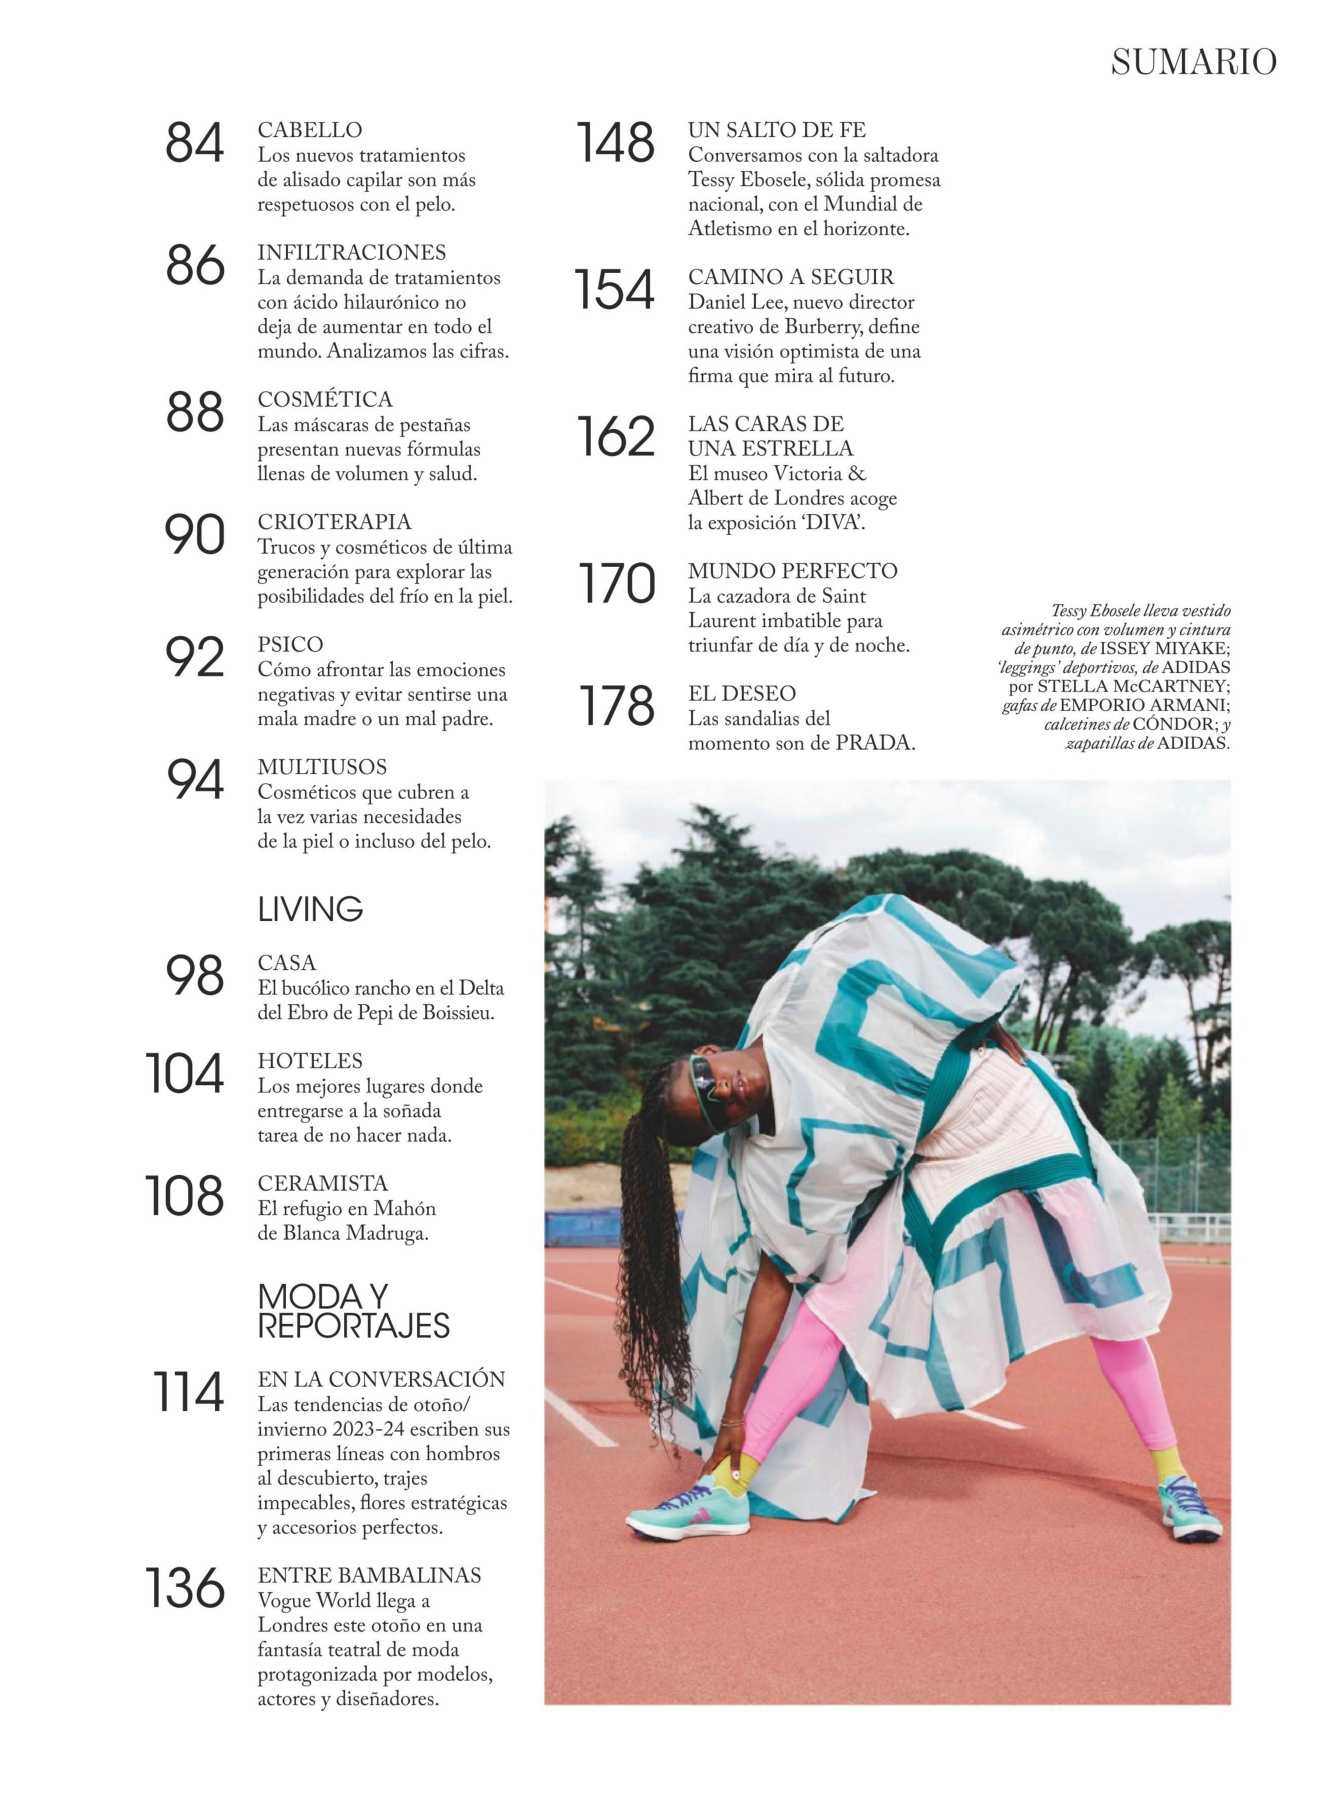 SUMARIO
84
CABELLO
Los nuevos tratamientos
de alisado capilar son más
respetuosos con el pelo.
86
INFILTRACIONES
La demanda de tratamientos
con ácido hilaurónico no
deja de aumentar en todo el
mundo. Analizamos las cifras.
88
COSMÉTICA
Las máscaras de pestañas
presentan nuevas fórmulas
llenas de volumen y salud.
90
CRIOTERAPIA
Trucos y cosméticos de última
generación para explorar las
posibilidades del frío en la piel.
92
PSICO
Cómo afrontar las emociones
negativas y evitar sentirse una
mala madre o un mal padre.
94
MULTIUSOS
Cosméticos que cubren a
la vez varias necesidades
de la piel o incluso del pelo.
LIVING
98
CASA
El bucólico rancho en el Delta
del Ebro de Pepi de Boissieu.
104
HOTELES
Los mejores lugares donde
entregarse a la soñada
tarea de no hacer nada.
108
CERAMISTA
El refugio en Mahón
de Blanca Madruga.
MODA Y
REPORTAJES
114
EN LA CONVERSACIÓN
Las tendencias de otoño/
invierno 2023-24 escriben sus
primeras líneas con hombros
al descubierto, trajes
impecables, flores estratégicas
y accesorios perfectos.
136
ENTRE BAMBALINAS
Vogue World llega a
Londres este otoño en una
fantasía teatral de moda
protagonizada por modelos,
actores y diseñadores.
148
UN SALTO DE FE
Conversamos con la saltadora
Tessy Ebosele, sólida promesa
nacional, con el Mundial de
Atletismo en el horizonte.
154
CAMINO A SEGUIR
Daniel Lee, nuevo director
creativo de Burberry, define
una visión optimista de una
firma que mira al futuro.
162
LAS CARAS DE
UNA ESTRELLA
El museo Victoria &
Albert de Londres acoge
la exposición ‘DIVA’.
170
MUNDO PERFECTO
La cazadora de Saint
Laurent imbatible para
triunfar de día y de noche.
178
EL DESEO
Las sandalias del
momento son de PRADA.
Tessy Ebosele lleva vestido
asimétrico con volumen y cintura
de punto, de ISSEY MIYAKE;
‘leggings’ deportivos, de ADIDAS
por STELLA McCARTNEY;
gafas de EMPORIO ARMANI;
calcetines de CÓNDOR; y
zapatillas de ADIDAS.